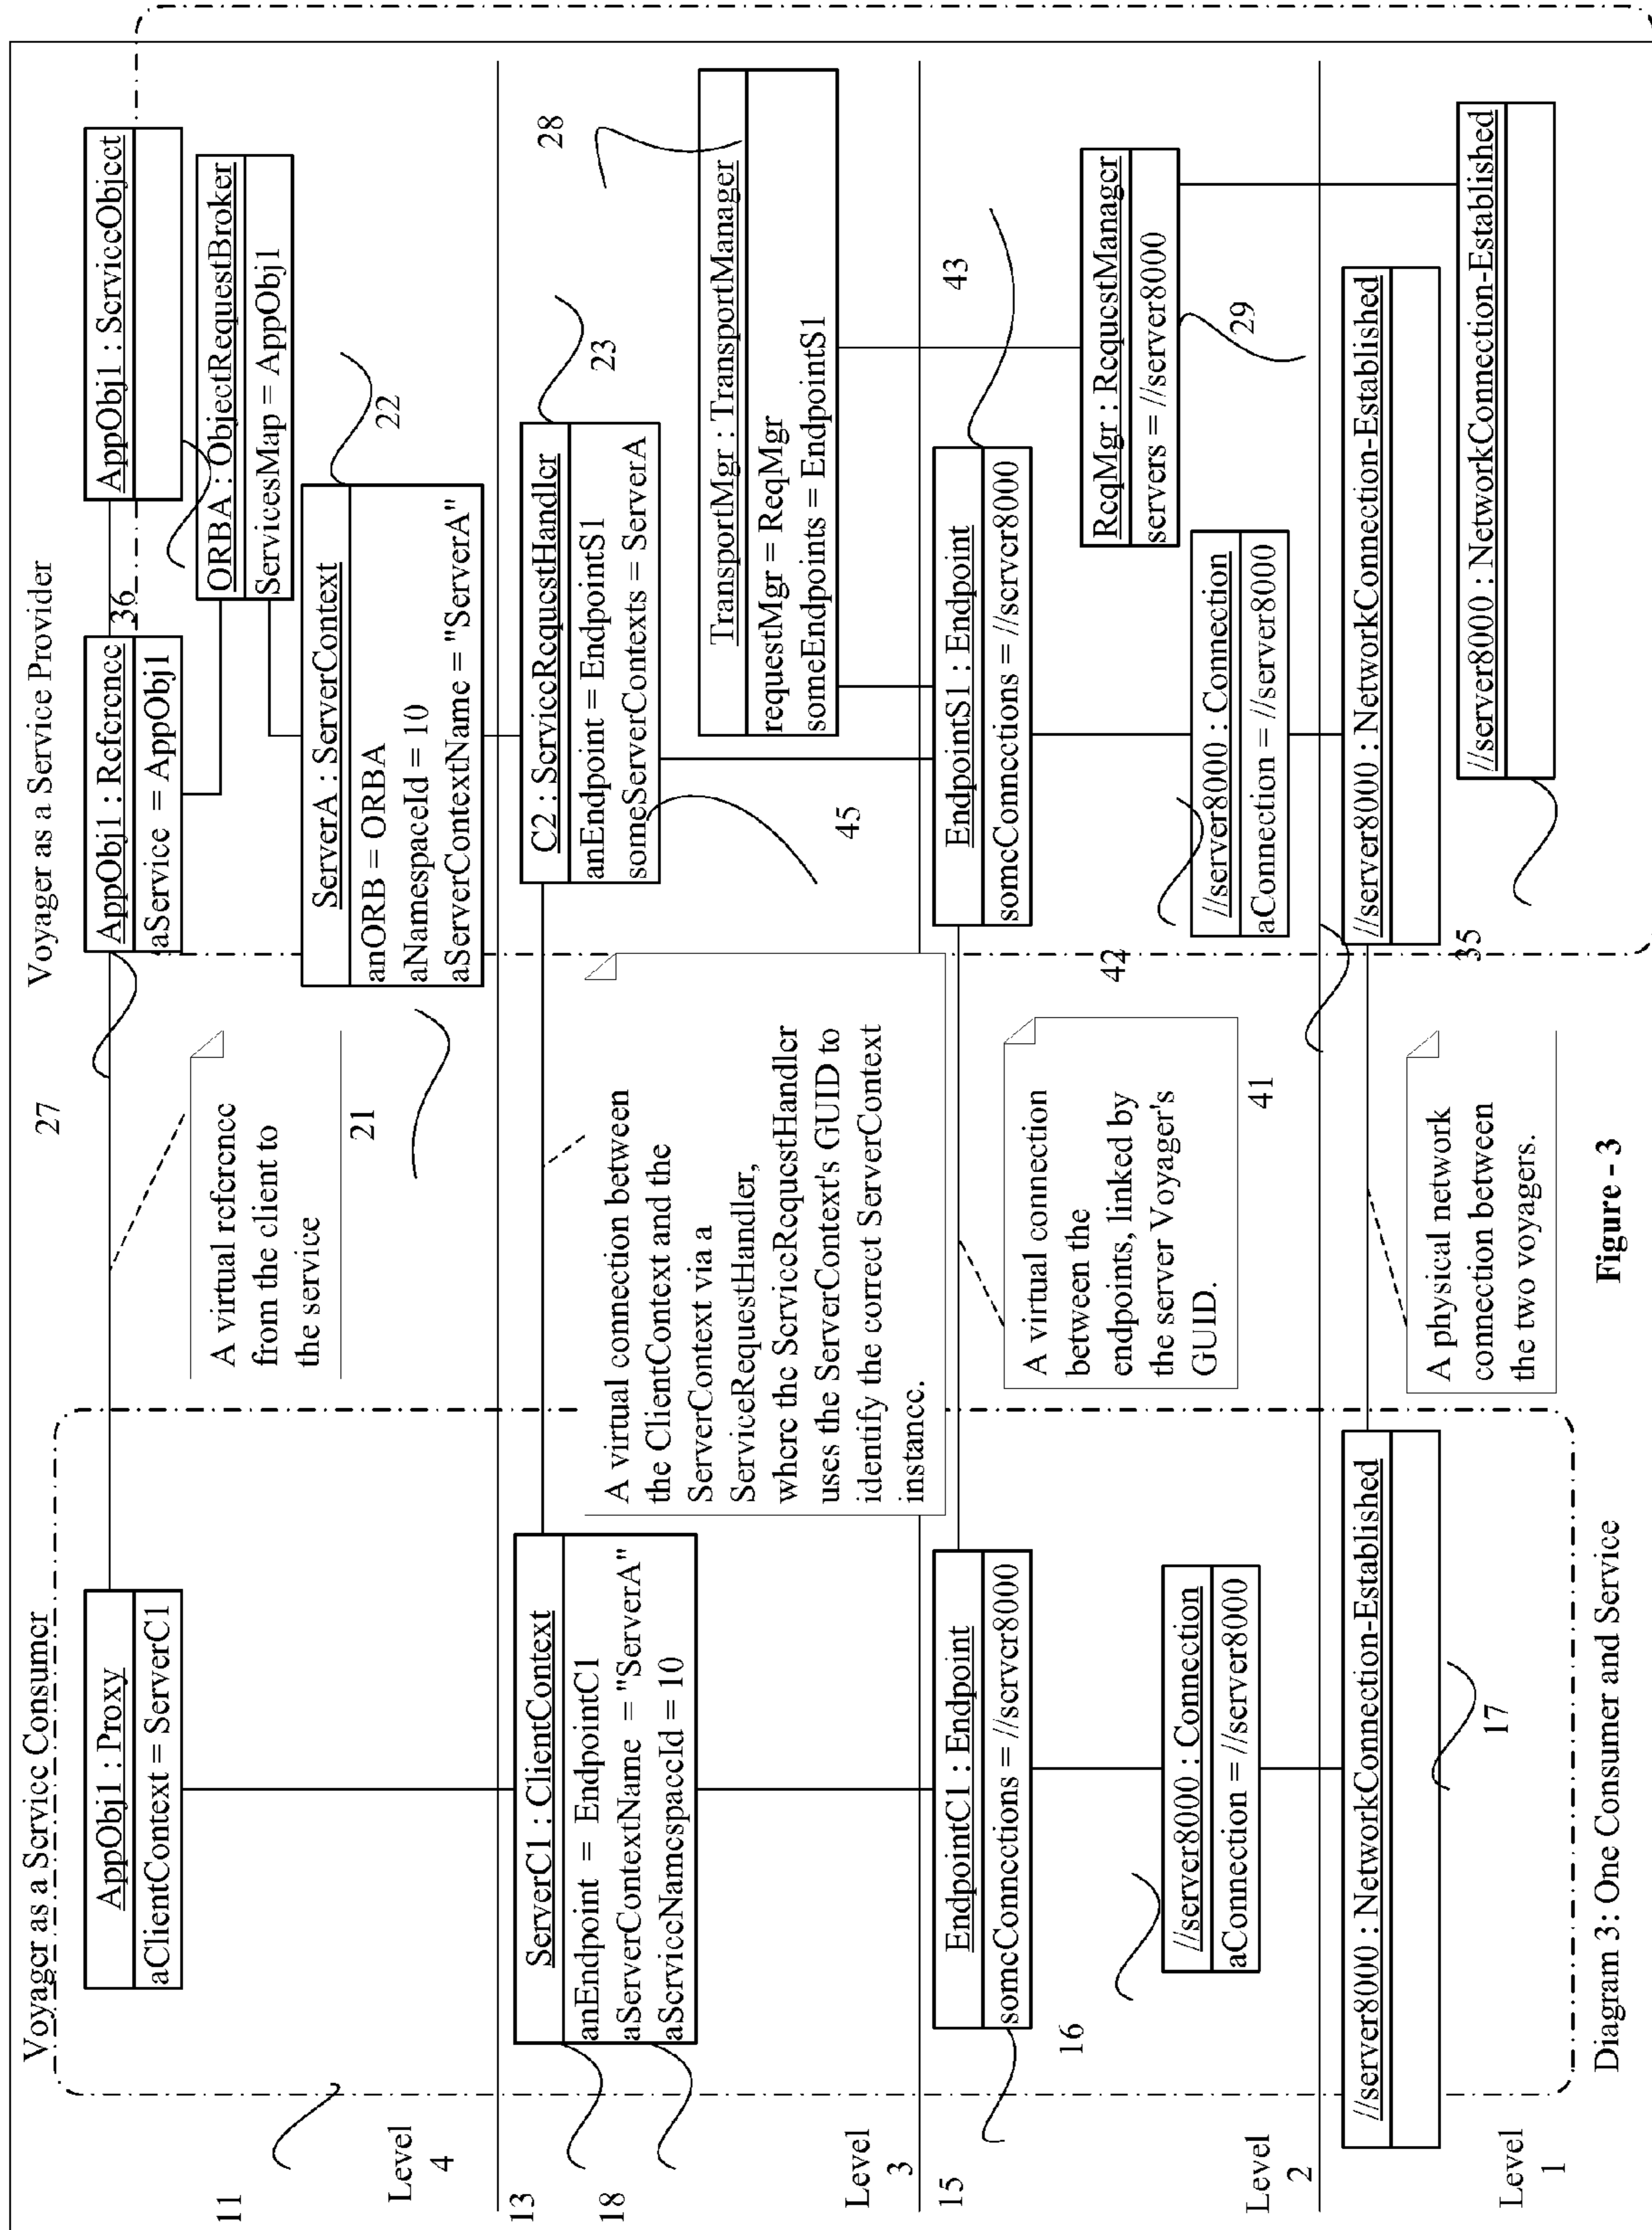 Voyager as a Service Consumer
Voyager as a Service Provider
27
AppObj1 : Proxy
aClientContext = ServerC1
AppObj1 : Reference
aService = AppObj1
36
AppObj1 : ServiceObject
ORBA : ObjectRequestBroker
ServicesMap = AppObj1
A virtual reference
from the client to
the service
11
21
22
ServerA : ServerContext
anORB = ORBA
aNamespaceId = 10
aServerContextName = "ServerA"
Level
4
13
18
ServerC1 : ClientContext
anEndpoint = EndpointC1
aServerContextName = "ServerA"
aServiceNamespaceId = 10
A virtual connection between
the ClientContext and the
ServerContext via a
ServiceRequestHandler,
where the ServiceRequestHandler
uses the ServerContext's GUID to
identify the correct ServerContext
instance.
C2 : ServiceRequestHandler
anEndpoint = EndpointS1
someServerContexts = ServerA
23
28
TransportMgr : TransportManager
requestMgr = ReqMgr
someEndpoints = EndpointS1
45
Level
3
15
EndpointC1 : Endpoint
someConnections = //server8000
EndpointS1 : Endpoint
someConnections = //server8000
43
16
A virtual connection
between the
endpoints, linked by
the server Voyager's
GUID.
42
41
ReqMgr : RequestManager
servers = //server8000
29
//server8000 : Connection
aConnection = //server8000
//server8000 : Connection
aConnection = //server8000
Level
2
//server8000 : NetworkConnection-Established
//server8000 : NetworkConnection-Established
35
17
A physical network
connection between
the two voyagers.
//server8000 : NetworkConnection-Established
Level
1
Diagram 3: One Consumer and Service
Figure - 3